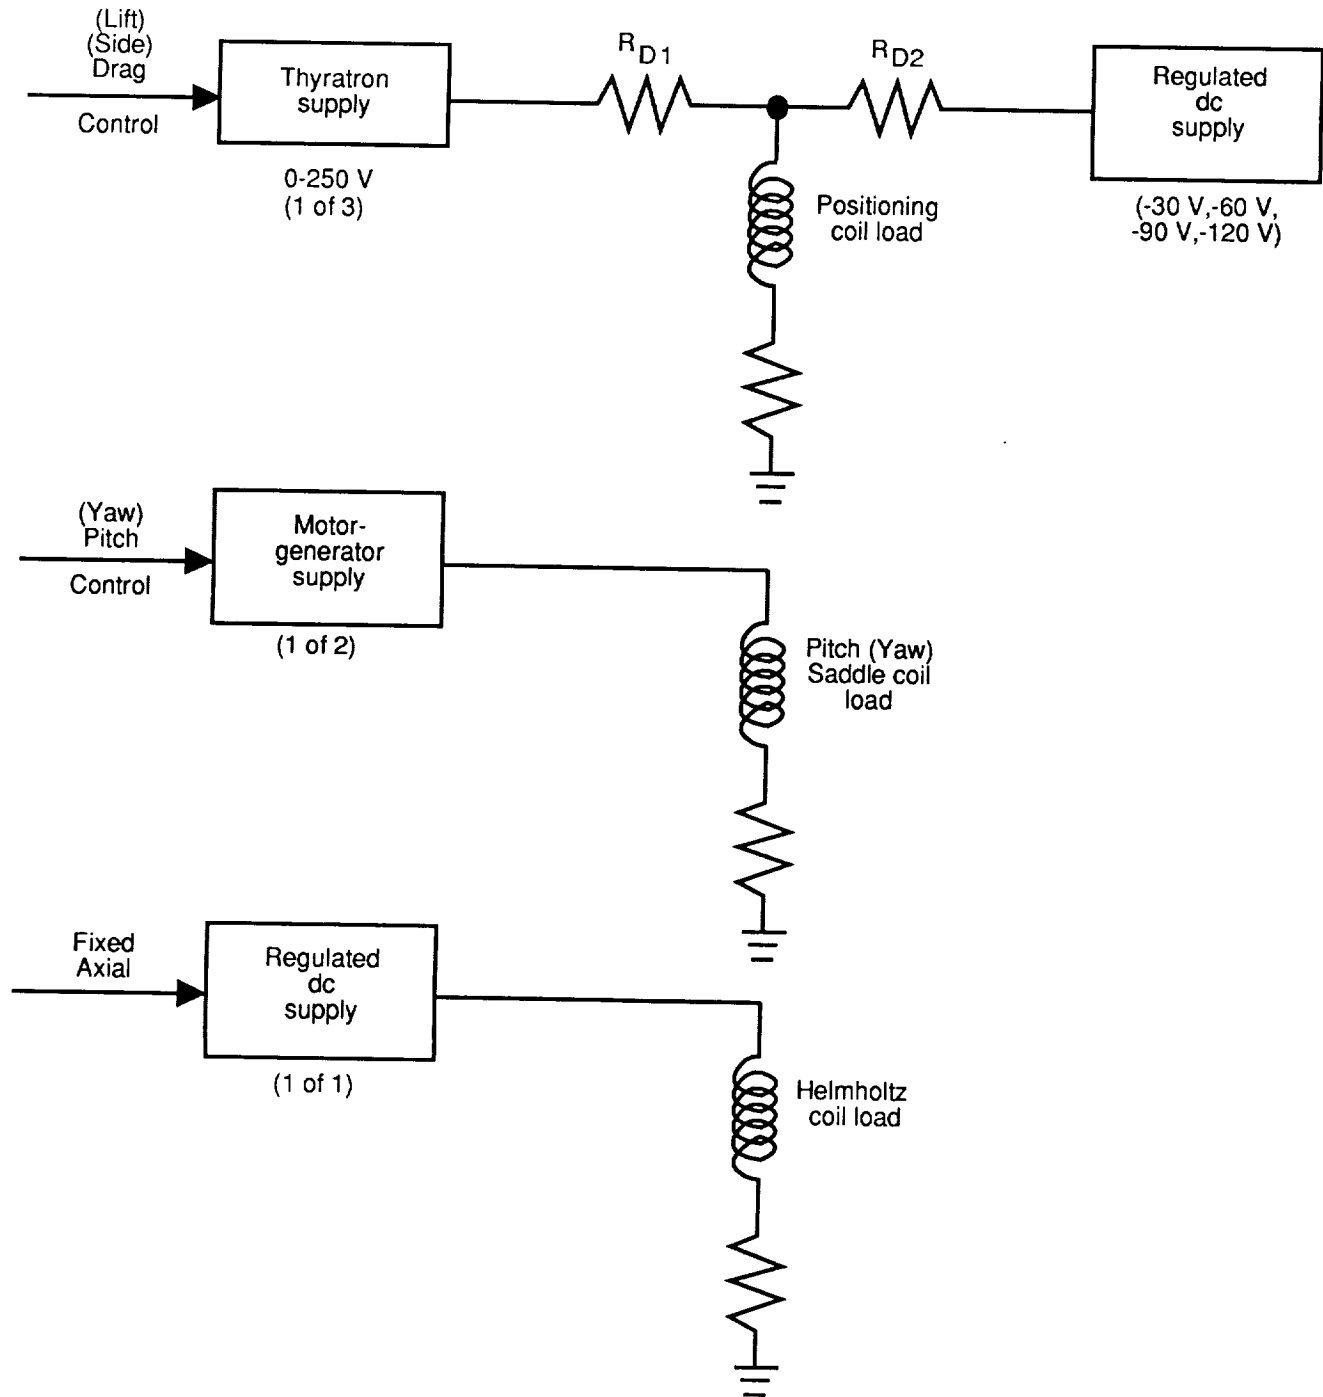 (Lift)
(Side)
Drag
Control
Thyratron
supply
0-250 V
(1 of 3)
R D1
R D2
Regulated
dc
supply
(-30 V,-60 V,
-90 V,-120 V)
Positioning
coil load
(Yaw)
Pitch
Control
Motor-
generator
supply
(1 of 2)
Pitch (Yaw)
Saddle coil
load
Fixed
Axial
Regulated
dc
supply
(1 of 1)
Helmholtz
coil load